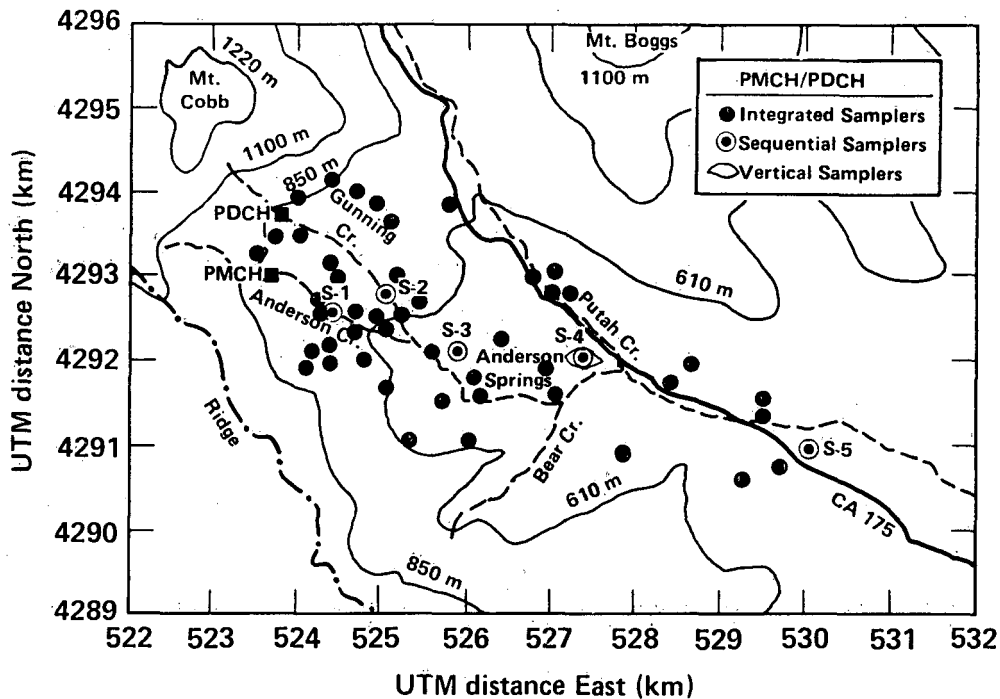 4296
4295
4294
4293
4292
4291
4290
4289
UTM distance North (km)
522
523
524
525
526
527
528
529
530
531
532
UTM distance East (km)
1220 m
Mt.
Cobb
1100 m
850 m
Mt. Boggs
1100 m
PMCH/PDCH
Integrated Samplers
Sequential Samplers
Vertical Samplers
PDCH
Gunning
Cr.
PMCH
S-1
S-2
Anderson Cr.
S-3
S-4
Anderson
Springs
Putah Cr.
610 m
Ridge
Bear Cr.
610 m
S-5
CA 175
850 m